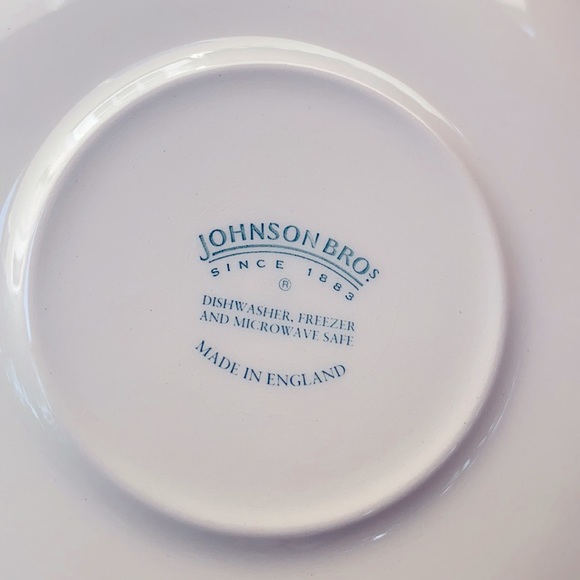 JOHNSON BROS
SINCE 1883
®
DISHWASHER, FREEZER
AND MICROWAVE SAFE
MADE IN ENGLAND